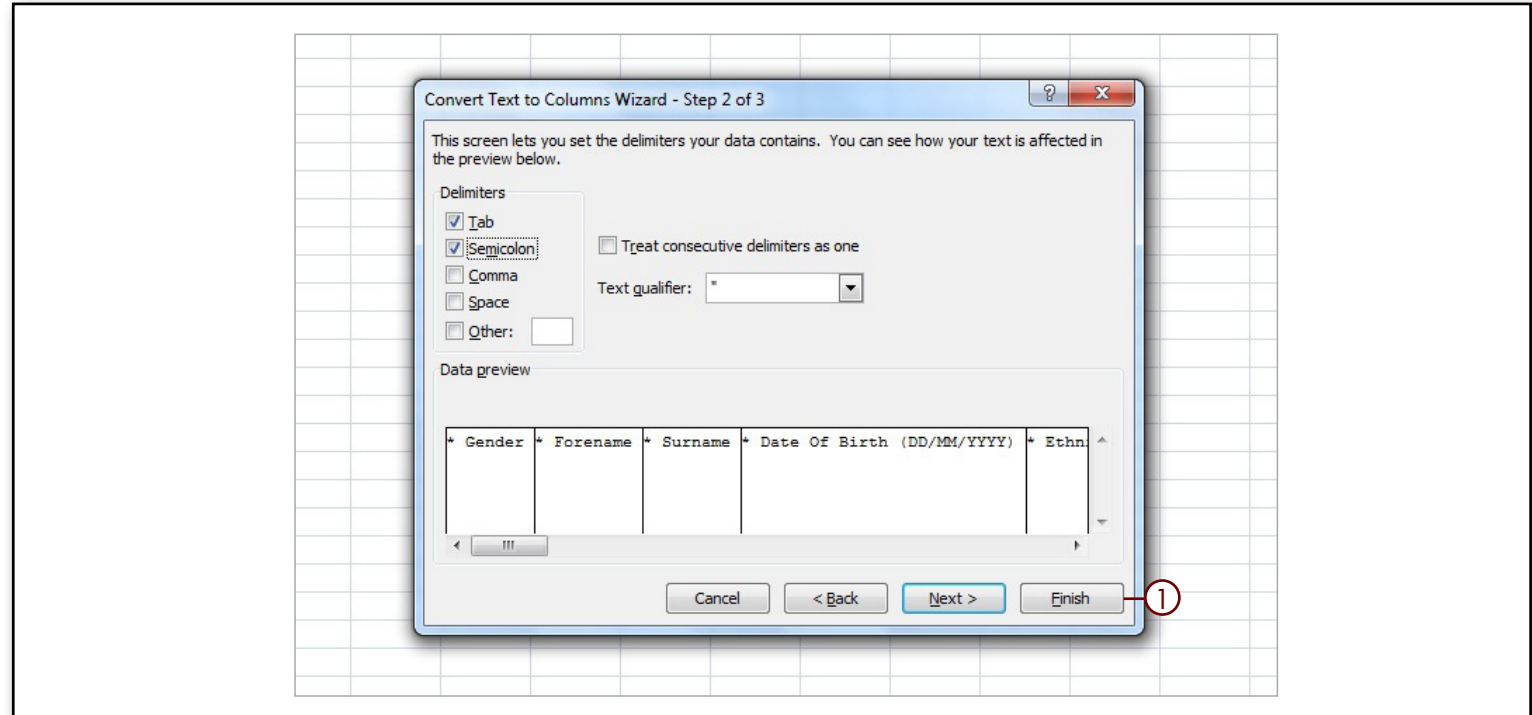 Convert Text to Columns Wizard - Step 2 of 3
This screen lets you set the delimiters your data contains. You can see how your text is affected in
the preview below.
Delimiters
Tab
Semicolon
Treat consecutive delimiters as one
Comma
Text qualifier: "
Space
Other:
Data preview
* Gender * Forename * Surname * Date Of Birth (DD/MM/YYYY) * Ethni
Cancel < Back Next > Finish 1